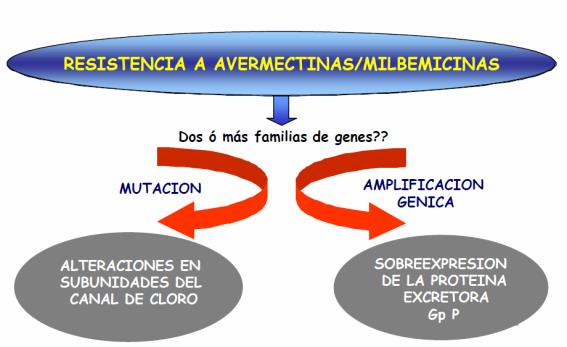 RESISTENCIA A AVERMECTINAS/MILBEMICINAS
Dos ó más familias de genes??
MUTACION
AMPLIFICACION
GENICA
ALTERACIONES EN
SUBUNIDADES DEL
CANAL DE CLORO
SOBREEXPRESION
DE LA PROTEINA
EXCRETORA
Gp P